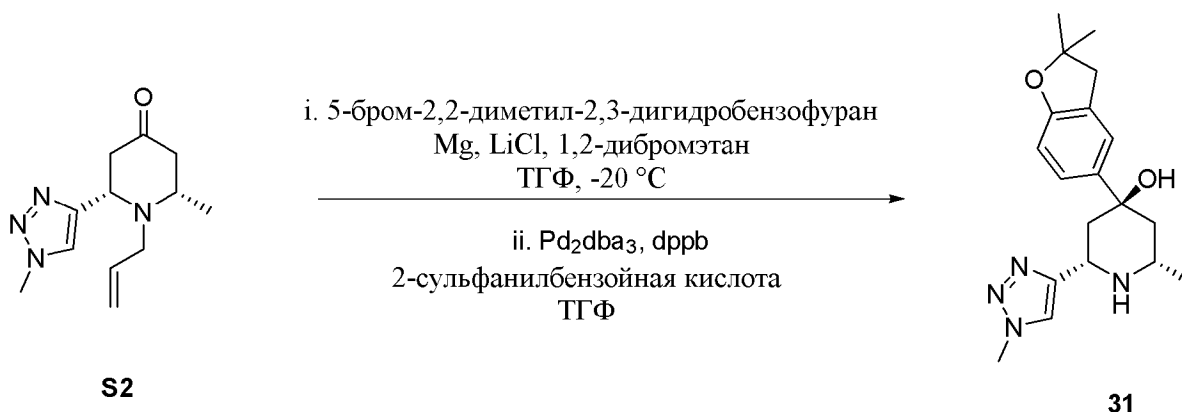 i. 5-бром-2,2-диметил-2,3-дигидробензофуран
Mg, LiCl, 1,2-дибромэтан
ТГФ, -20 °C
ii. Pd₂dba₃, dppb
2-сульфанилбензойная кислота
ТГФ
O
N
N
N
N
S2
O
OH
N
N
N
NH
31